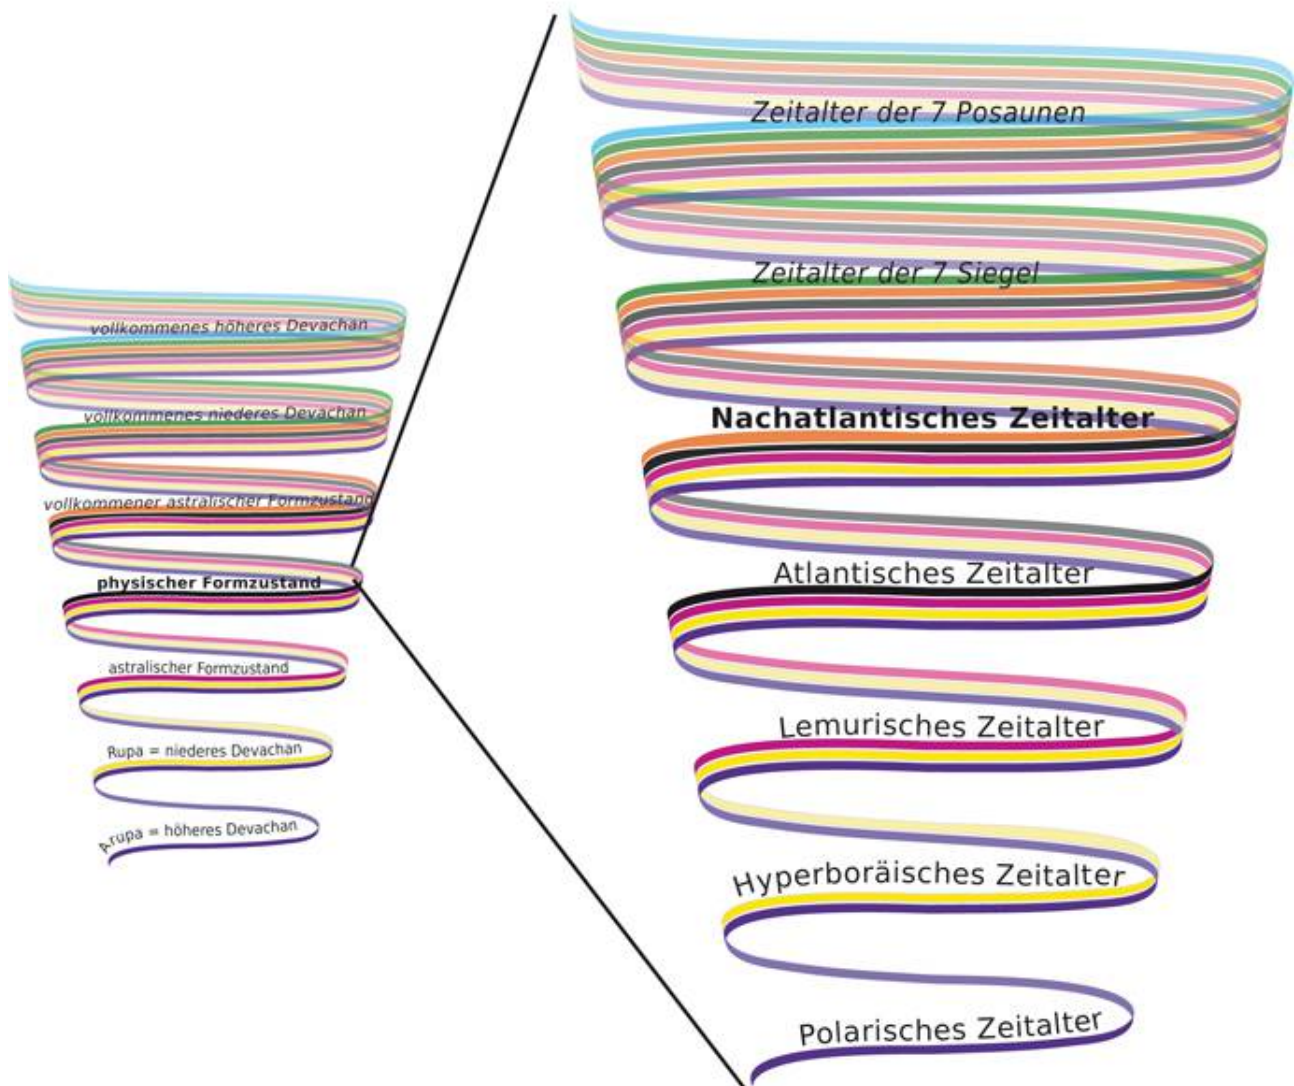 Zeitalter der 7 Posaunen
Zeitalter der 7 Siegel
Nachatlantisches Zeitalter
Atlantisches Zeitalter
Lemurisches Zeitalter
Hyperboräisches Zeitalter
Polarisches Zeitalter
vollkommenes höheres Devachan
vollkommenes niederes Devachan
vollkommener astralischer Formzustand
physischer Formzustand
astralischer Formzustand
Rupa = niederes Devachan
Arupa = höheres Devachan